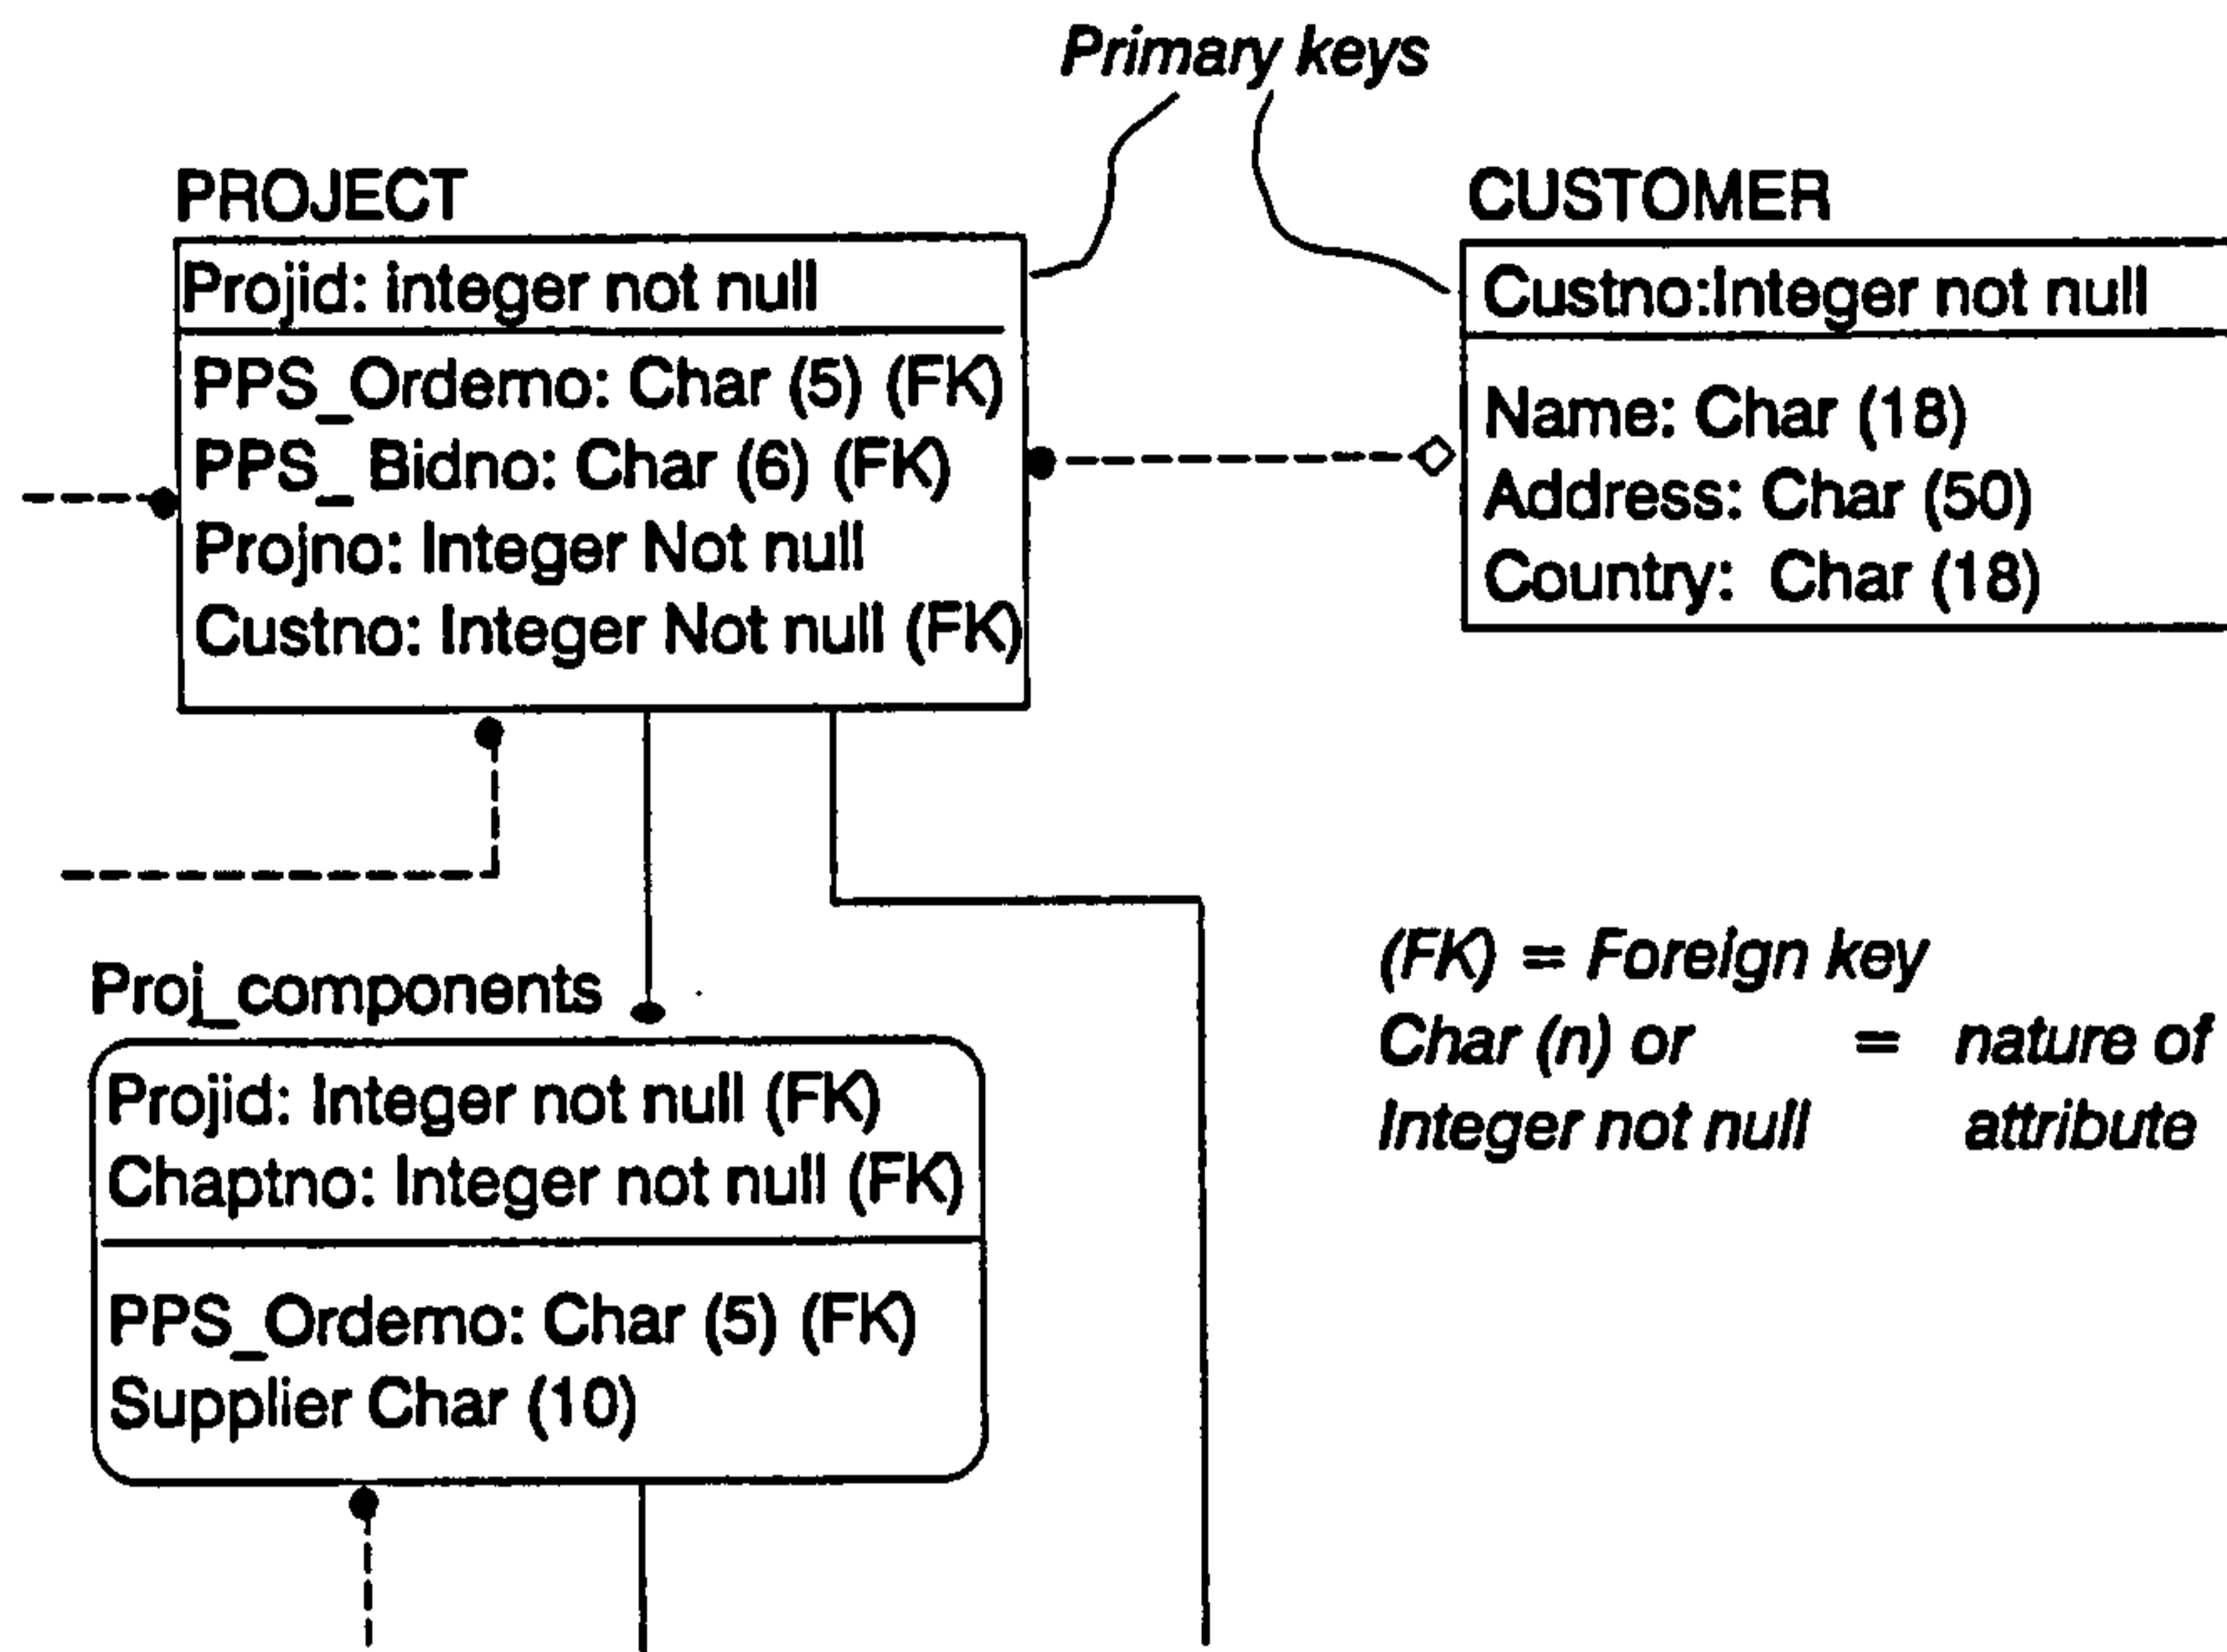 Primary keys
PROJECT
Projid: integer not null
PPS_Orderno: Char (5) (FK)
PPS_ Bidno: Char (6) (FK)
Projno: Integer Not null
Custno: Integer Not null (FK)
CUSTOMER
Custno:Integer not null
Name: Char (18)
Address: Char (50)
Country: Char (18)
Proj_components
Projid: Integer not null (FK)
Chaptno: Integer not null (FK)
PPS_Orderno: Char (5) (FK)
Supplier Char (10)
(FK) = Foreign key
Char (n) or = nature of
Integer not null attribute